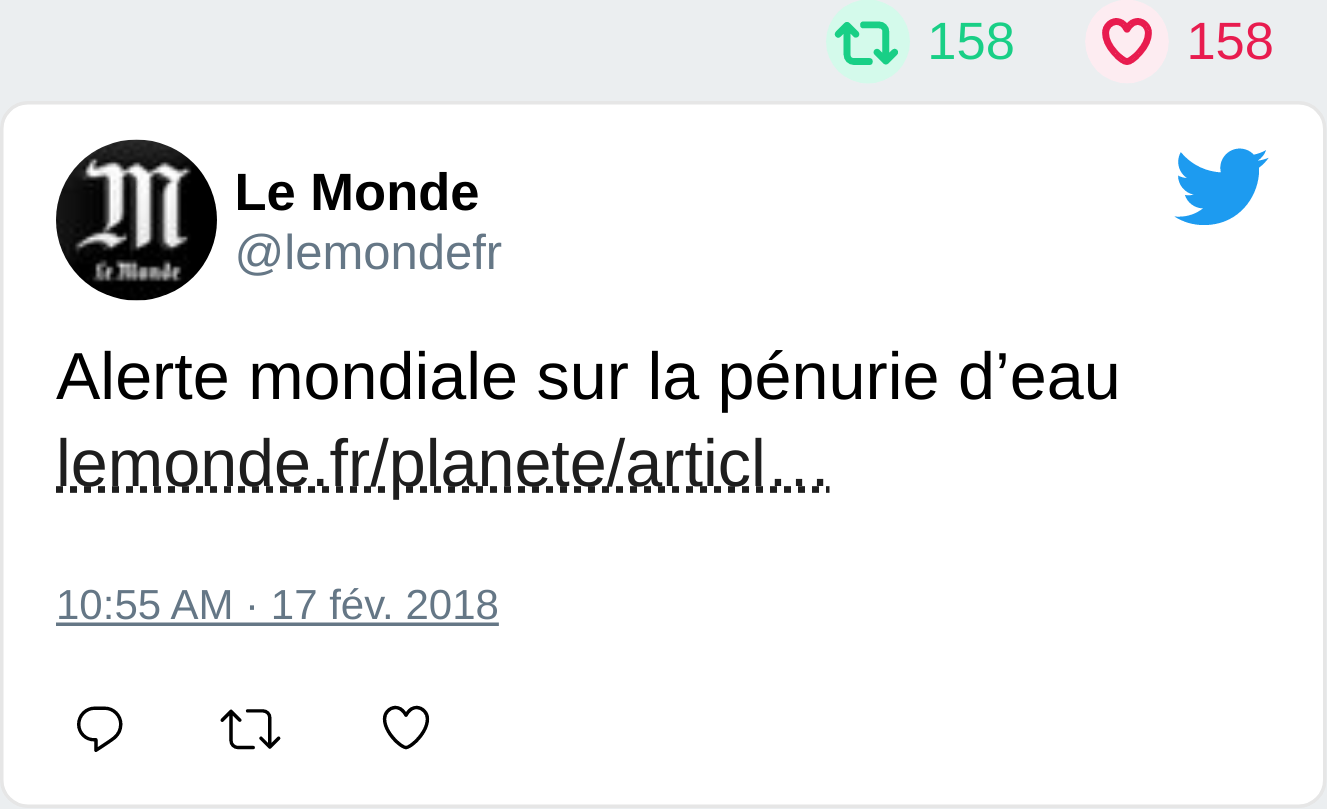 158 158
Le Monde
Le Monde
@lemondefr
Alerte mondiale sur la pénurie d’eau
lemonde.fr/planete/articl…
10:55 AM · 17 fév. 2018